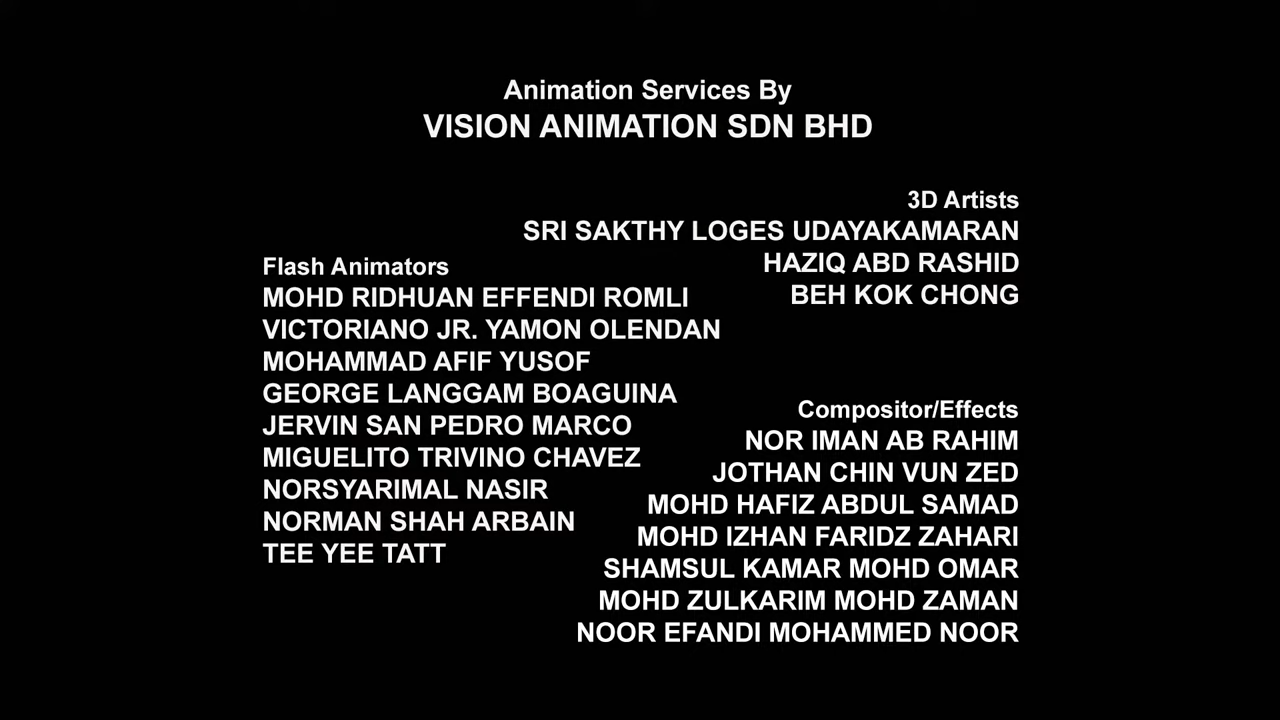 Animation Services By
VISION ANIMATION SDN BHD
Flash Animators
MOHD RIDHUAN EFFENDI ROMLI
VICTORIANO JR. YAMON OLENDAN
MOHAMMAD AFIF YUSOF
GEORGE LANGGAM BOAGUINA
JERVIN SAN PEDRO MARCO
MIGUELITO TRIVINO CHAVEZ
NORSYARIMAL NASIR
NORMAN SHAH ARBAIN
TEE YEE TATT
3D Artists
SRI SAKTHY LOGES UDAYAKAMARAN
HAZIQ ABD RASHID
BEH KOK CHONG
Compositor/Effects
NOR IMAN AB RAHIM
JOTHAN CHIN VUN ZED
MOHD HAFIZ ABDUL SAMAD
MOHD IZHAN FARIDZ ZAHARI
SHAMSUL KAMAR MOHD OMAR
MOHD ZULKARIM MOHD ZAMAN
NOOR EFANDI MOHAMMED NOOR